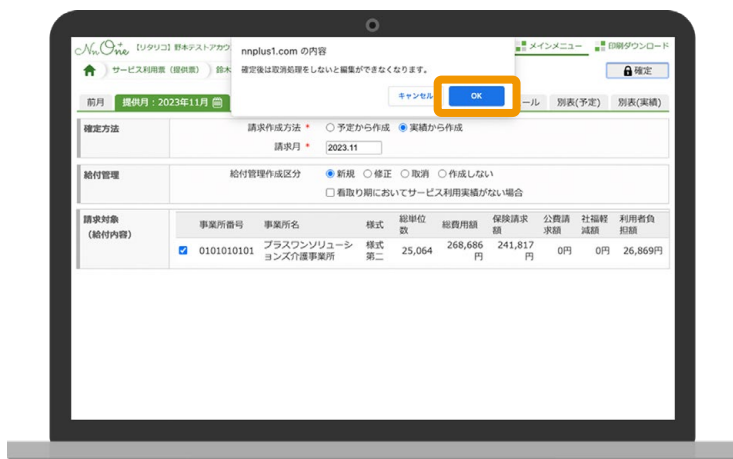 NnOne 【リタリコ】野本テストアカウ
nnplus1.com の内容
メインメニュー 印刷ダウンロード
サービス利用票（提供票） 鈴木
確定後は取消処理をしないと編集ができなくなります。
確定
キャンセル OK
前月 提供月：2023年11月 ール 別表(予定) 別表(実績)
確定方法 請求作成方法 * 予定から作成 実績から作成
請求月 * 2023.11
給付管理 給付管理作成区分 新規 修正 取消 作成しない
看取り期においてサービス利用実績がない場合
請求対象
（給付内容）
事業所番号 事業所名 様式 総単位数 総費用額 保険請求額 公費請求額 社福軽減額 利用者負担額
0101010101 プラスワンソリューションズ介護事業所 様式第二 25,064 268,686円 241,817円 0円 0円 26,869円